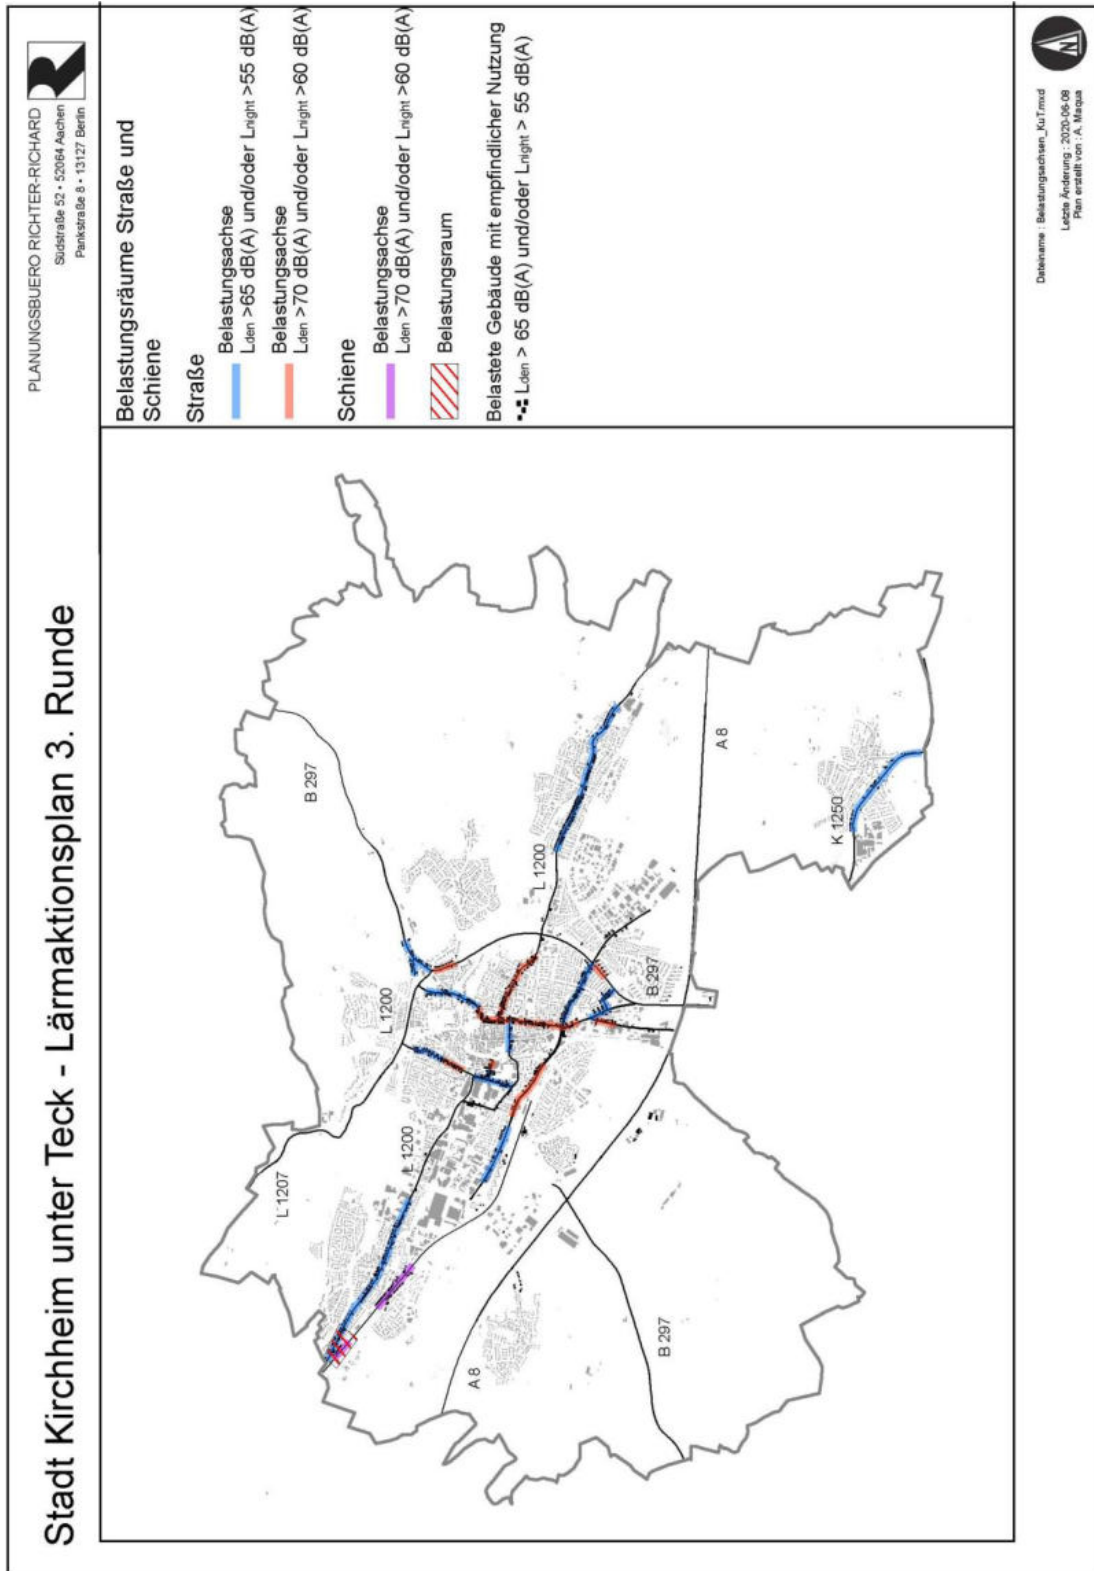 Stadt Kirchheim unter Teck - Lärmaktionsplan 3. Runde
PLANUNGSBUERO RICHTER-RICHARD
Südstraße 52 • 52064 Aachen
Pankstraße 8 • 13127 Berlin
Belastungsräume Straße und
Schiene
Straße
Belastungsachse
Lden >65 dB(A) und/oder Lnight >55 dB(A)
Belastungsachse
Lden >70 dB(A) und/oder Lnight >60 dB(A)
Schiene
Belastungsachse
Lden >70 dB(A) und/oder Lnight >60 dB(A)
Belastungsraum
Belastete Gebäude mit empfindlicher Nutzung
Lden > 65 dB(A) und/oder Lnight > 55 dB(A)
L 1207
B 297
L 1200
L 1200
L 1200
A 8
B 297
B 297
A 8
K 1250
N
Dateiname : Belastungsachsen_KuT.mxd
Letzte Änderung : 2020-06-08
Plan erstellt von : A. Maqua